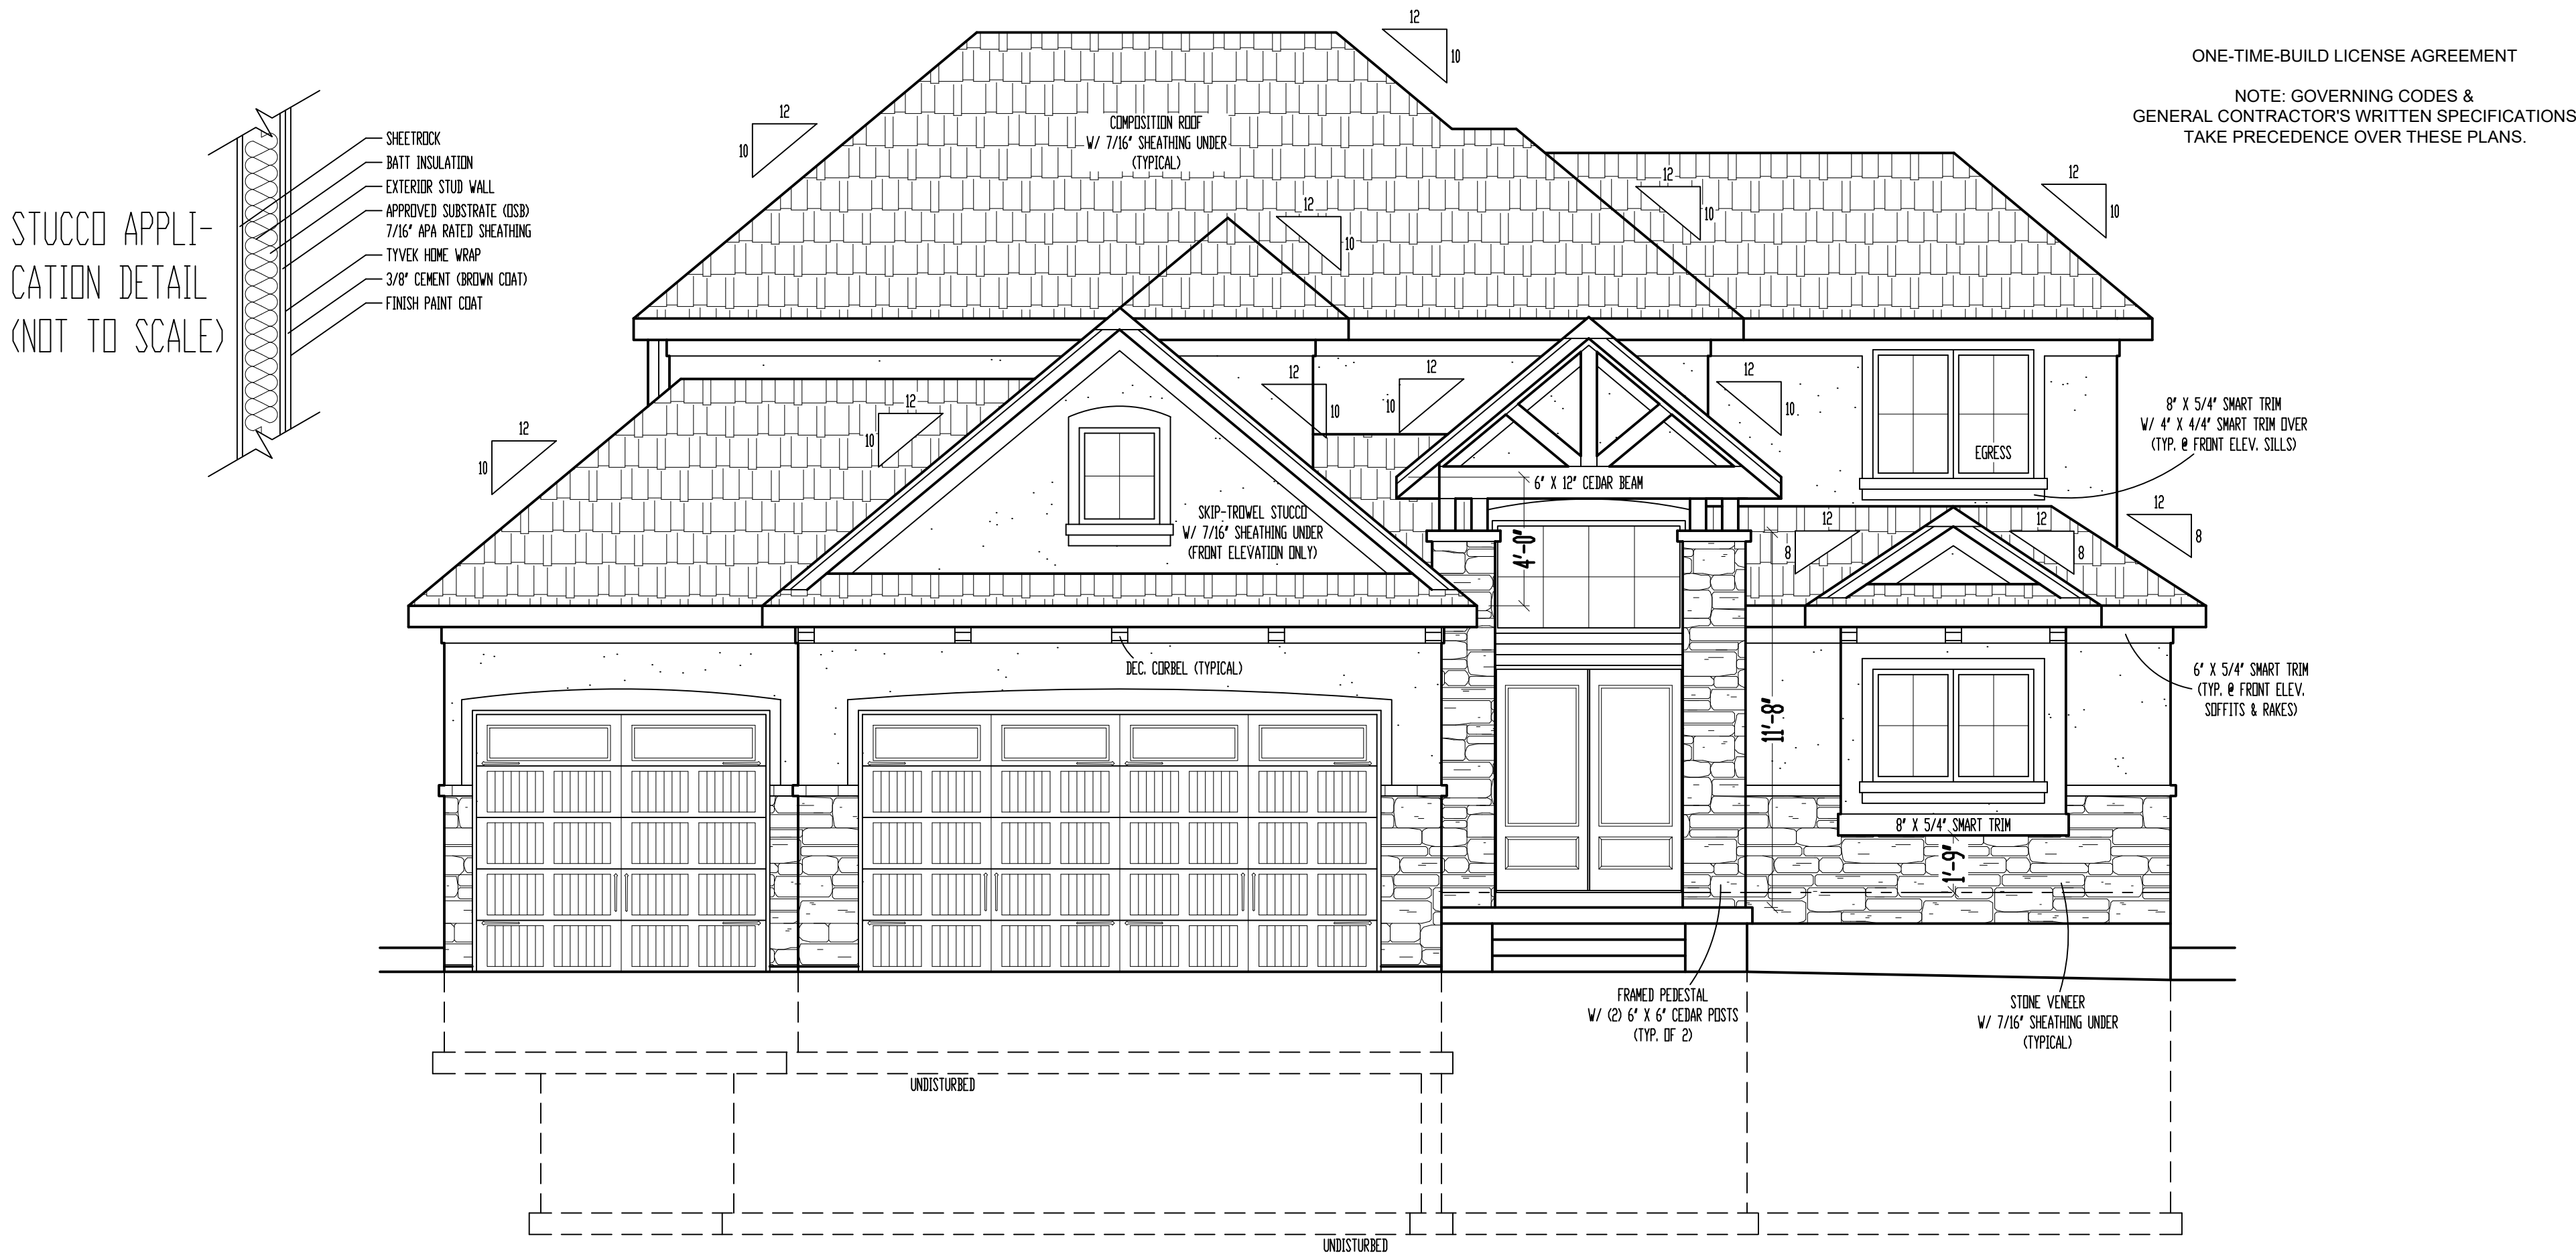 ONE-TIME-BUILD LICENSE AGREEMENT
NOTE: GOVERNING CODES &
GENERAL CONTRACTOR'S WRITTEN SPECIFICATIONS
TAKE PRECEDENCE OVER THESE PLANS.
STUCCO APPLI-
CATION DETAIL
(NOT TO SCALE)
SHEETROCK
BATT INSULATION
EXTERIOR STUD WALL
APPROVED SUBSTRATE (OSB)
7/16" APA RATED SHEATHING
TYVEK HOME WRAP
3/8" CEMENT (BROWN COAT)
FINISH PAINT COAT
12
10
12
10
COMPOSITION ROOF
W/ 7/16" SHEATHING UNDER
(TYPICAL)
12
10
12
10
12
10
12
10
12
10
12
10
12
10
12
10
8" X 5/4" SMART TRIM
W/ 4" X 4/4" SMART TRIM OVER
(TYP. @ FRONT ELEV. SILLS)
EGRESS
6" X 12" CEDAR BEAM
SKIP-TROWEL STUCCO
W/ 7/16" SHEATHING UNDER
(FRONT ELEVATION ONLY)
4'-0"
12
8
12
8
12
8
DEC. CORBEL (TYPICAL)
6" X 5/4" SMART TRIM
(TYP. @ FRONT ELEV.
SOFFITS & RAKES)
11'-8"
8" X 5/4" SMART TRIM
1'-9"
FRAMED PEDESTAL
W/ (2) 6" X 6" CEDAR POSTS
(TYP. OF 2)
STONE VENEER
W/ 7/16" SHEATHING UNDER
(TYPICAL)
UNDISTURBED
UNDISTURBED